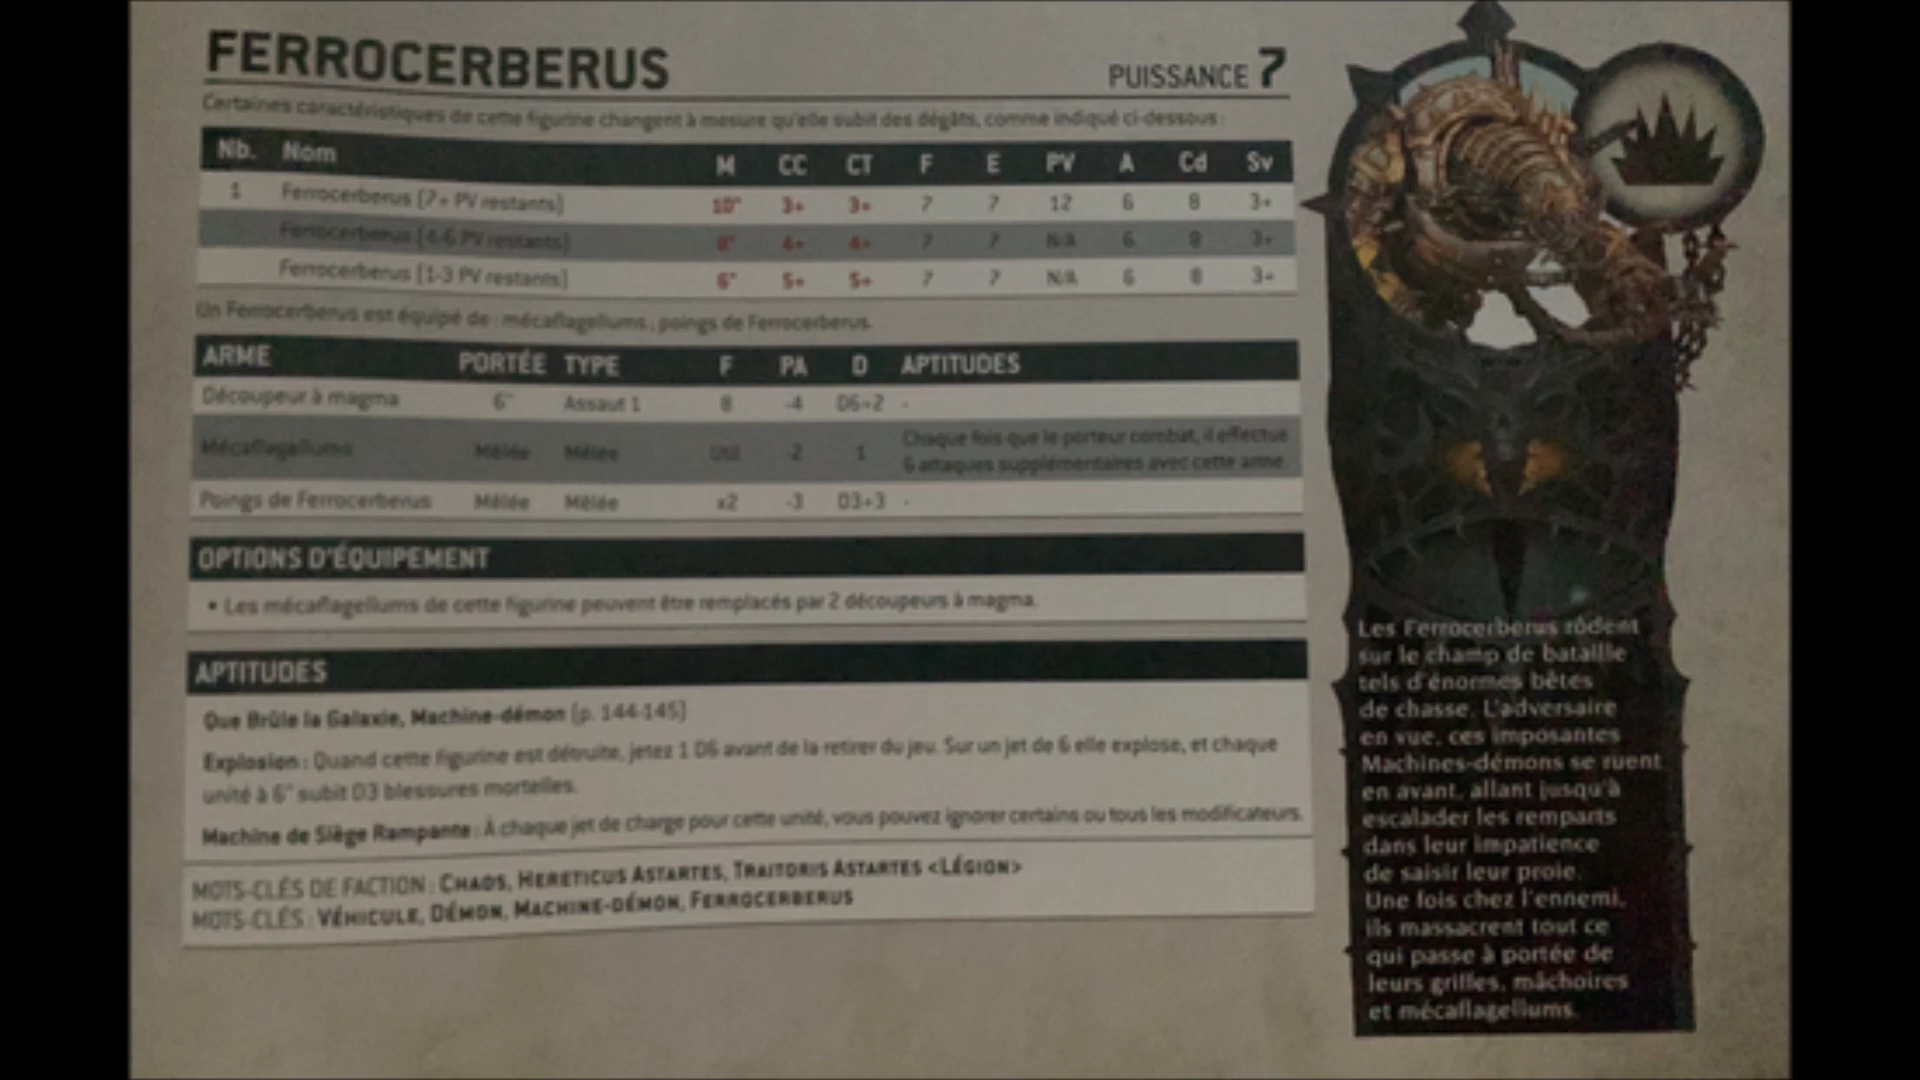 FERROCERBERUS
PUISSANCE 7
Certaines caractéristiques de cette figurine changent à mesure qu'elle subit des dégâts, comme indiqué ci-dessous :
Nb. Nom M CC CT F E PV A Cd Sv
1 Ferrocerberus [7+ PV restants] 10" 3+ 3+ 7 7 12 6 8 3+
Ferrocerberus [4-6 PV restants] 8" 4+ 4+ 7 7 N/A 6 8 3+
Ferrocerberus [1-3 PV restants] 6" 5+ 5+ 7 7 N/A 6 8 3+
Un Ferrocerberus est équipé de : mécaflagellums ; poings de Ferrocerberus.
ARME PORTÉE TYPE F PA D APTITUDES
Découpeur à magma 6" Assaut 1 8 -4 D6+2 -
Mécaflagellums Mêlée Mêlée Util -2 1 Chaque fois que le porteur combat, il effectue
6 attaques supplémentaires avec cette arme.
Poings de Ferrocerberus Mêlée Mêlée x2 -3 D3+3 -
OPTIONS D'ÉQUIPEMENT
• Les mécaflagellums de cette figurine peuvent être remplacés par 2 découpeurs à magma.
APTITUDES
Que Brûle la Galaxie, Machine-démon [p. 144-145]
Explosion : Quand cette figurine est détruite, jetez 1 D6 avant de la retirer du jeu. Sur un jet de 6 elle explose, et chaque
unité à 6" subit D3 blessures mortelles.
Machine de Siège Rampante : À chaque jet de charge pour cette unité, vous pouvez ignorer certains ou tous les modificateurs.
MOTS-CLÉS DE FACTION : CHAOS, HERETICUS ASTARTES, TRAITORIS ASTARTES <LÉGION>
MOTS-CLÉS : VÉHICULE, DÉMON, MACHINE-DÉMON, FERROCERBERUS
Les Ferrocerberus rôdent
sur le champ de bataille
tels d'énormes bêtes
de chasse. L'adversaire
en vue, ces imposantes
Machines-démons se ruent
en avant, allant jusqu'à
escalader les remparts
dans leur impatience
de saisir leur proie.
Une fois chez l'ennemi,
ils massacrent tout ce
qui passe à portée de
leurs griffes, mâchoires
et mécaflagellums.